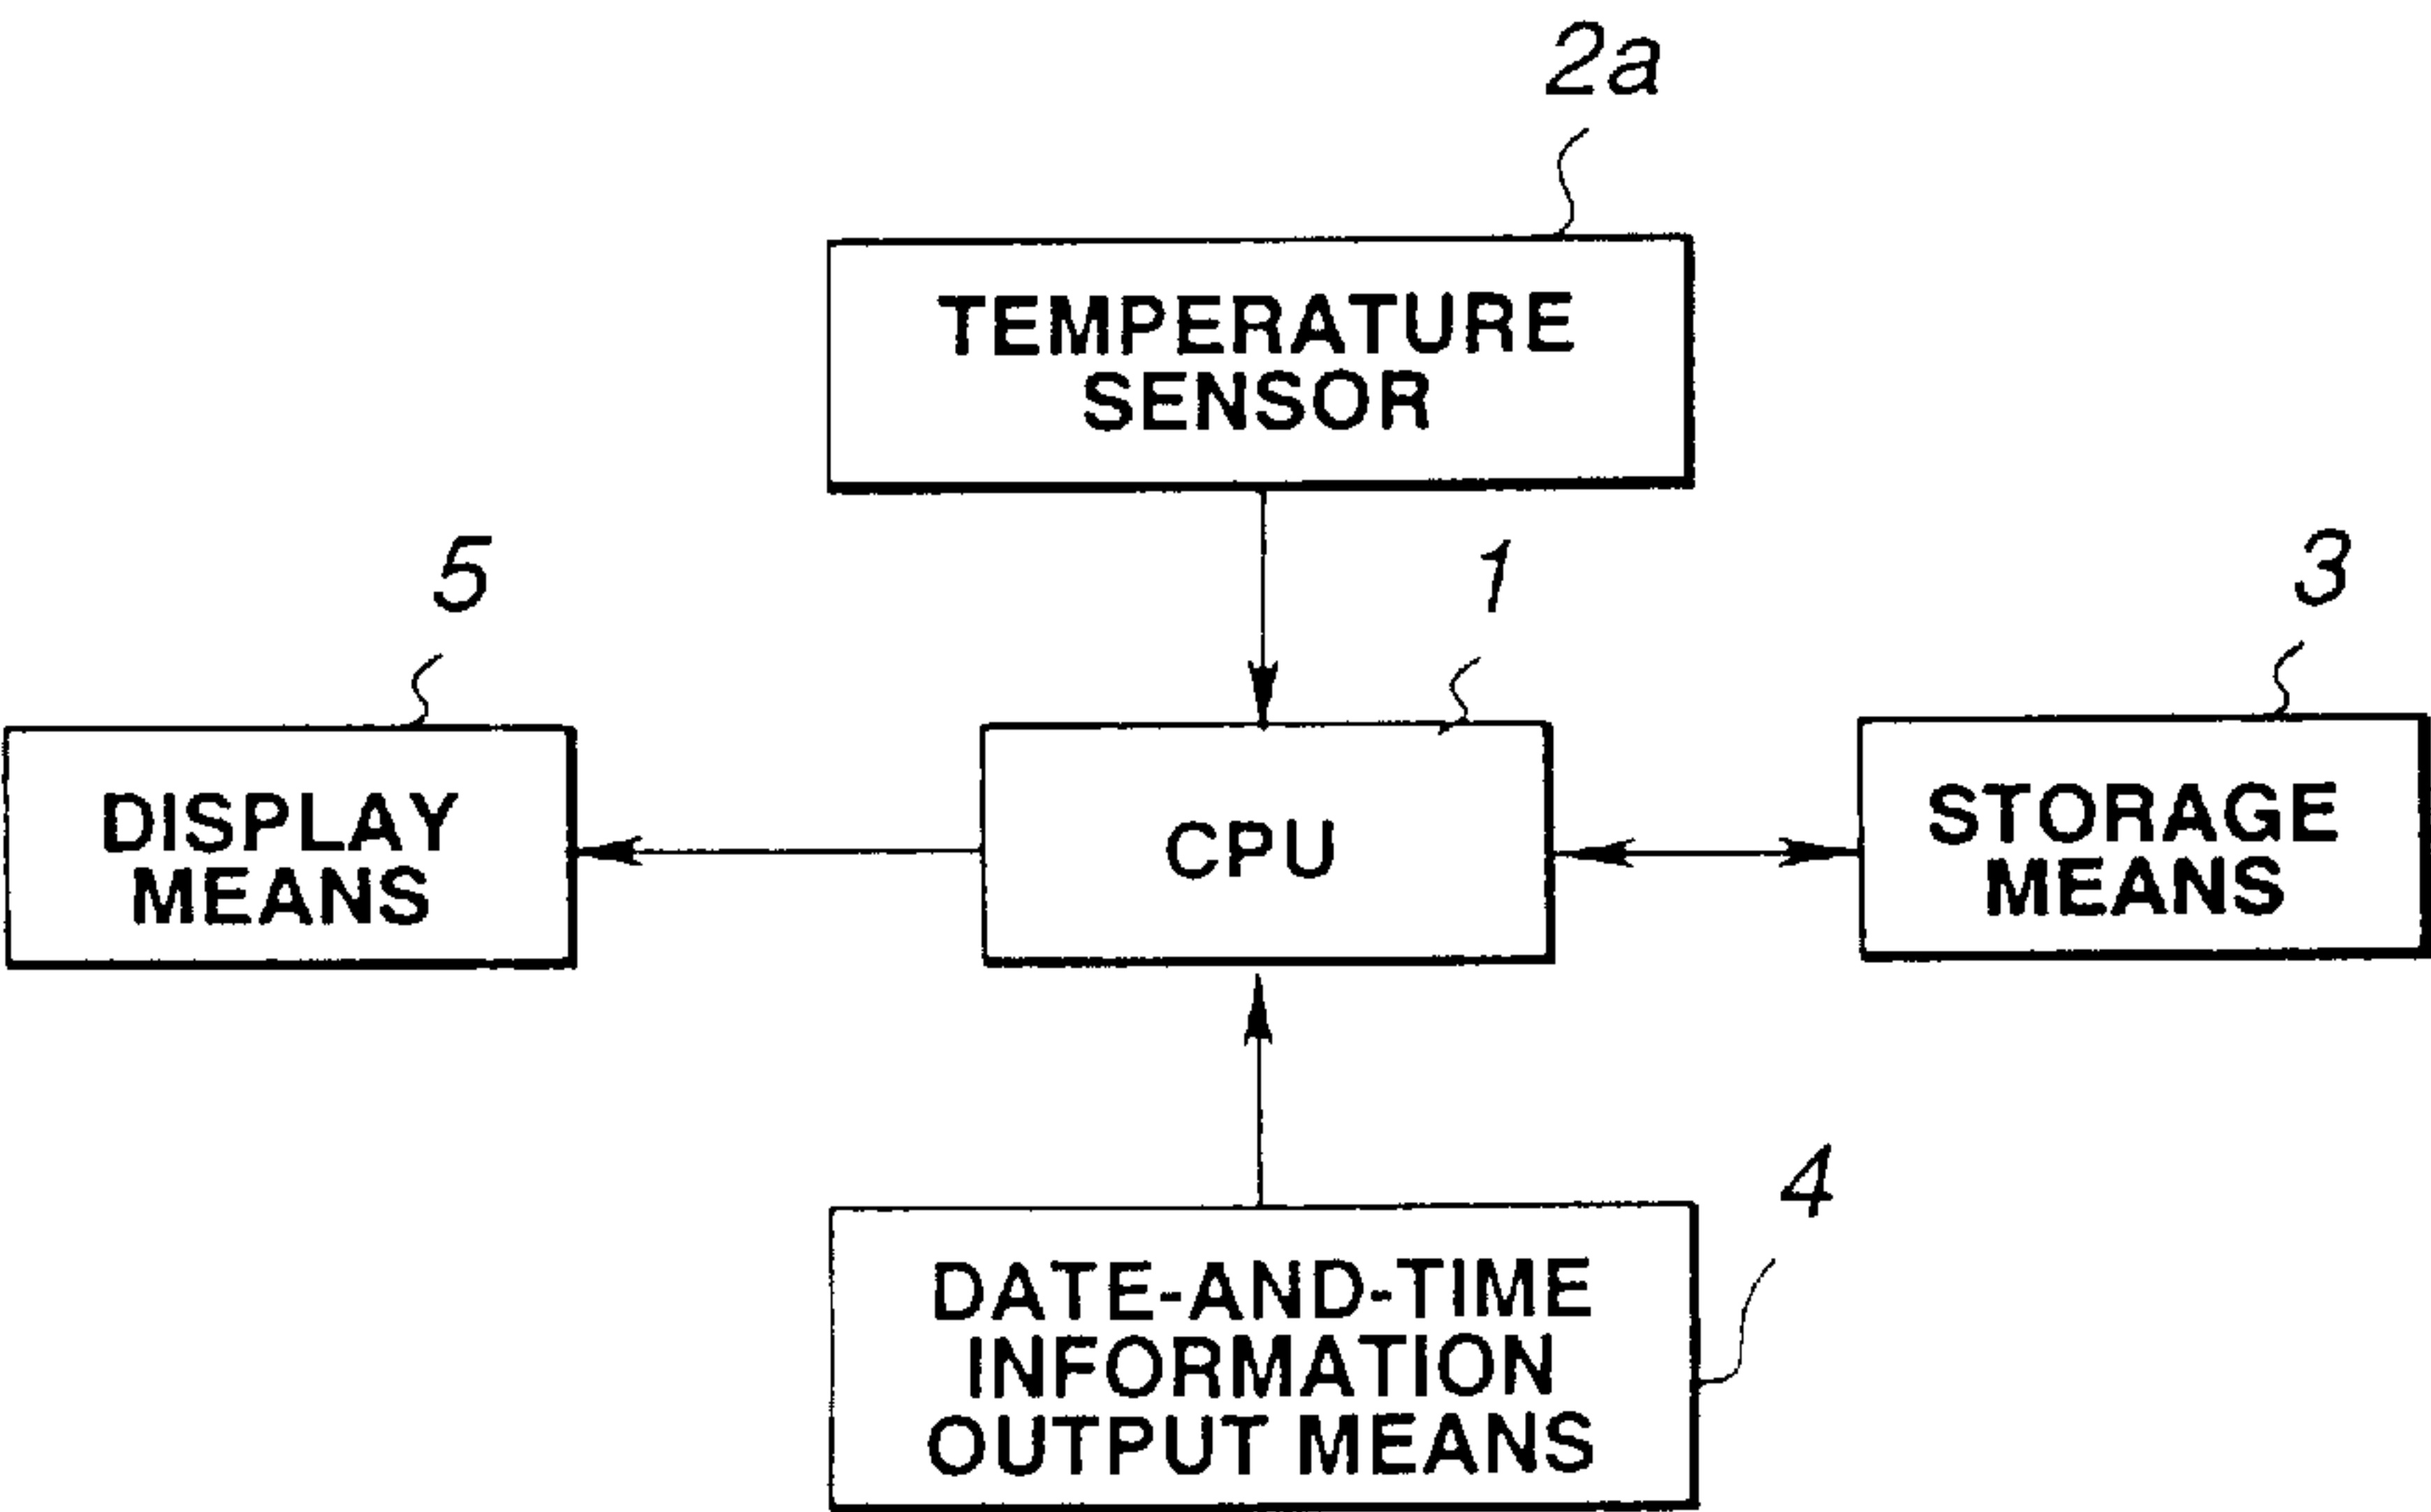 2a
TEMPERATURE
SENSOR
5
1
3
DISPLAY
MEANS
CPU
STORAGE
MEANS
4
DATE-AND-TIME
INFORMATION
OUTPUT MEANS